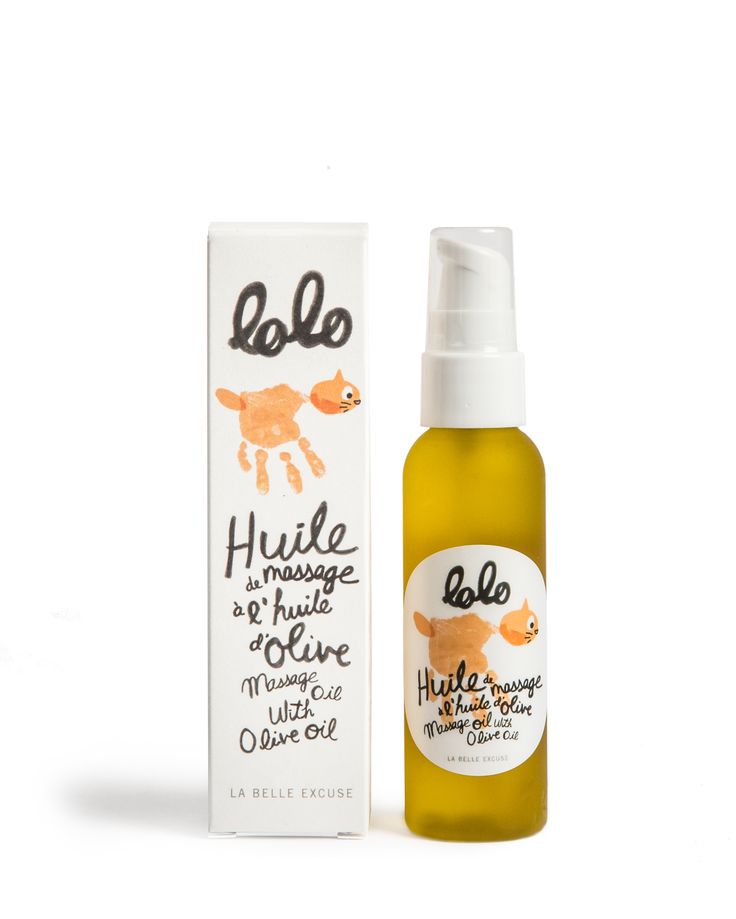 lolo
Huile
de massage
à l'huile
d'olive
Massage Oil
With
Olive oil
LA BELLE EXCUSE
lolo
Huile de massage
à l'huile d'olive
Massage oil with
Olive Oil
LA BELLE EXCUSE